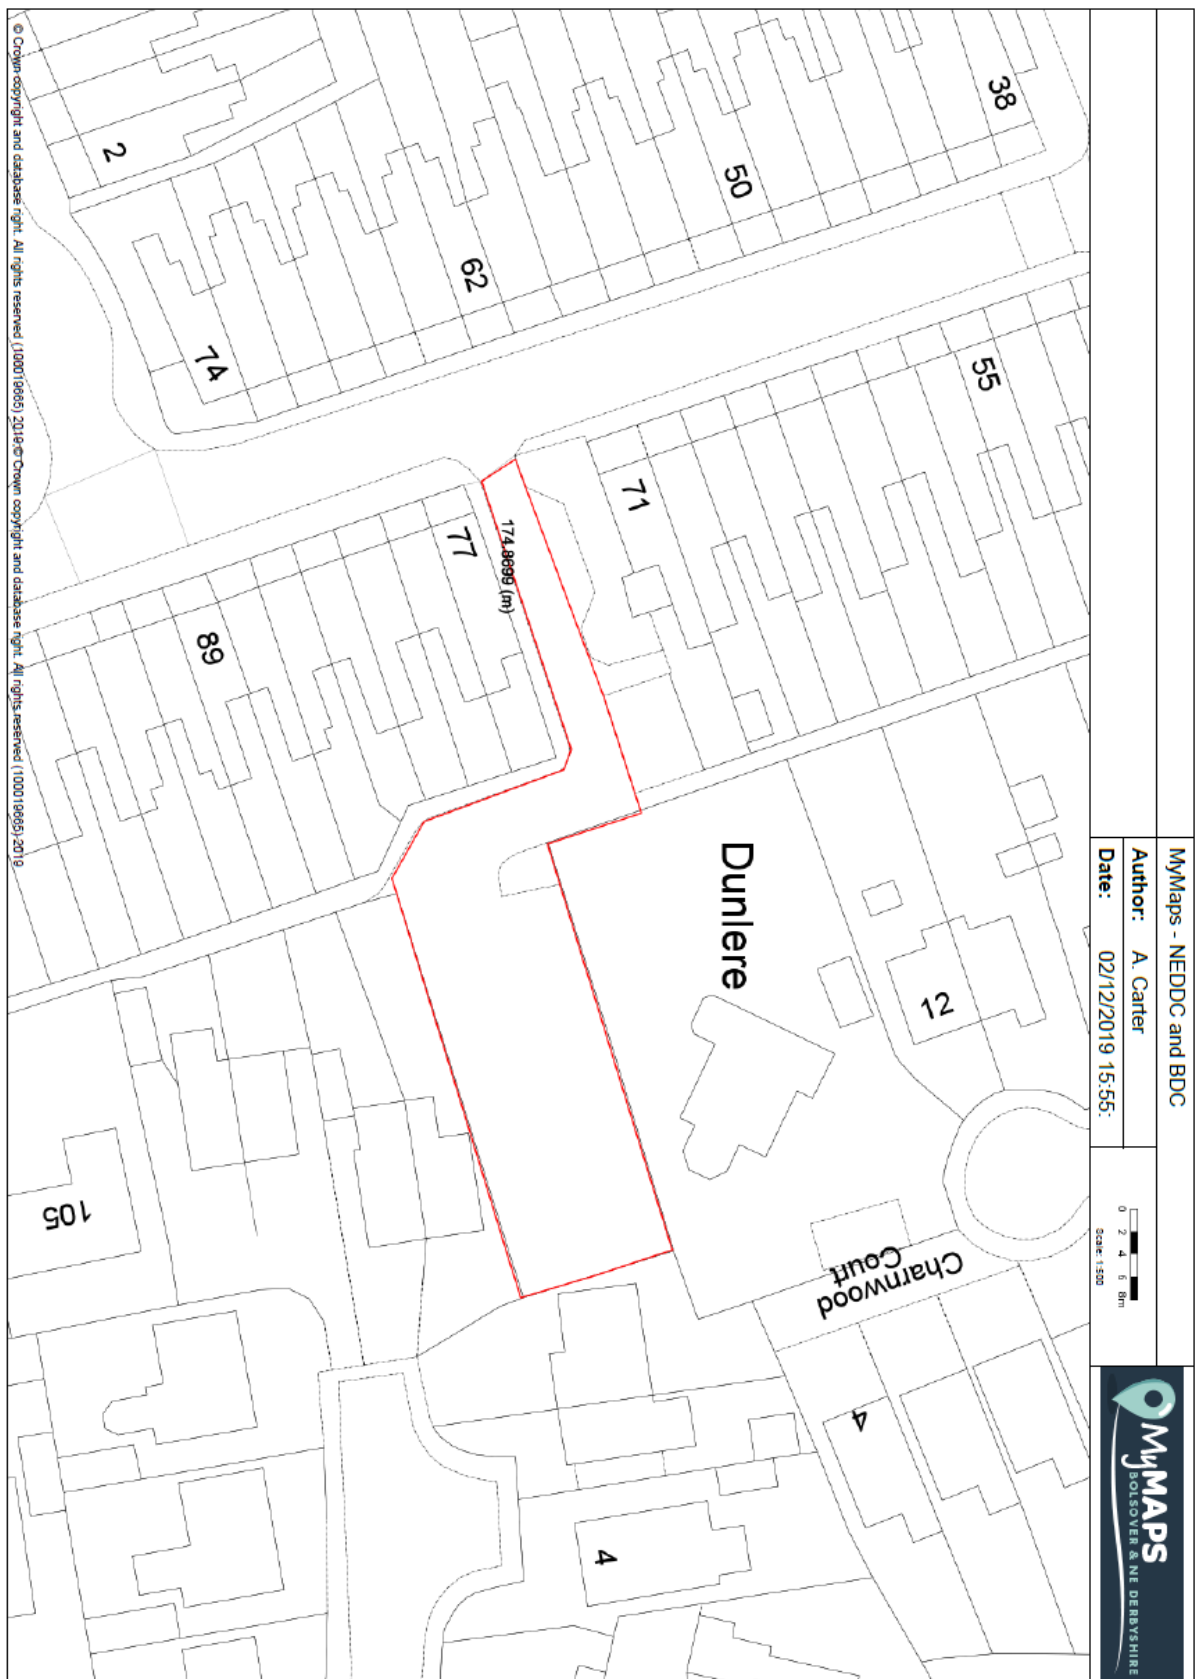 MyMaps - NEDDC and BDC
Author: A. Carter
Date: 02/12/2019 15:55:
0 2 4 6 8m
Scale: 1:500
MyMAPS
BOLSOVER & NE DERBYSHIRE
38
50
2
62
74
55
71
77
174.8699 (m)
89
Dunlere
12
105
Charnwood
Court
4
4
© Crown copyright and database right. All rights reserved (100019665) 2019 © Crown copyright and database right. All rights reserved (100019665) 2019